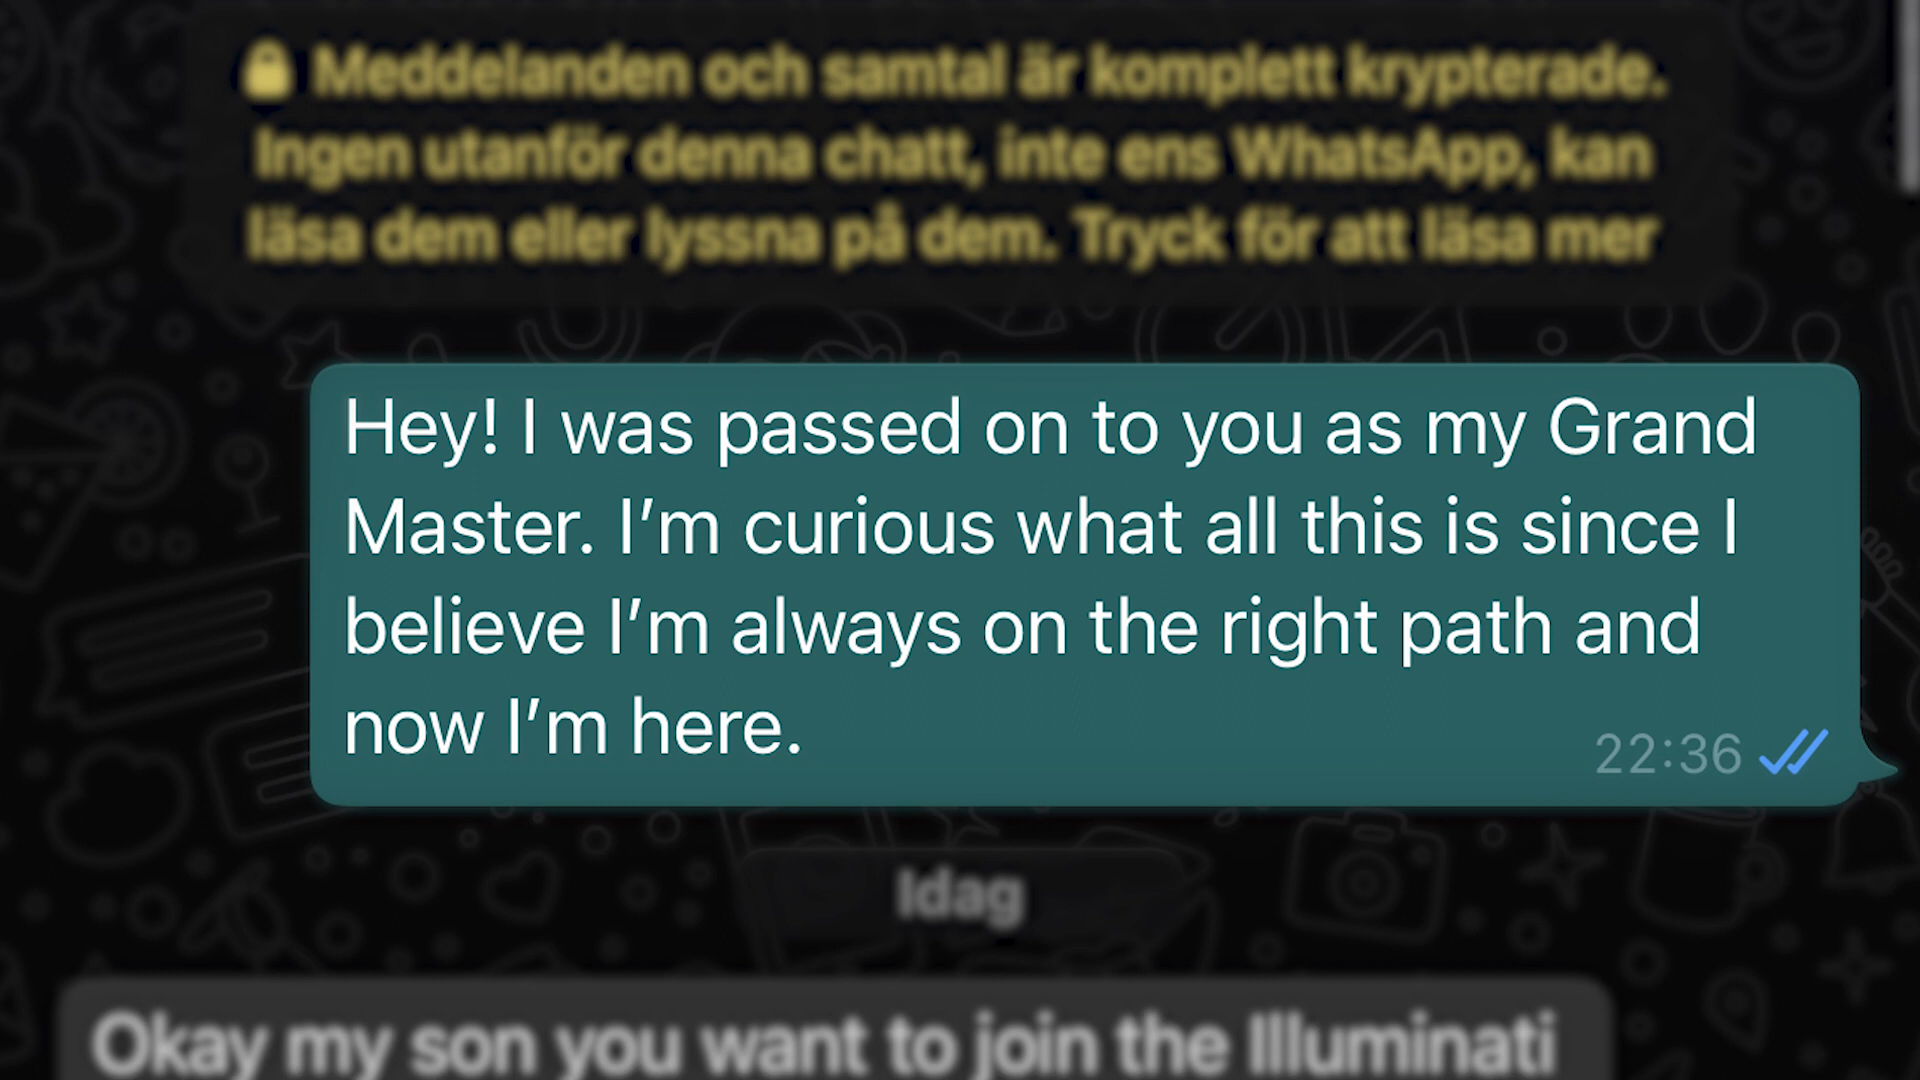 Meddelanden och samtal är komplett krypterade.
Ingen utanför denna chatt, inte ens WhatsApp, kan
läsa dem eller lyssna på dem. Tryck för att läsa mer
Hey! I was passed on to you as my Grand
Master. I’m curious what all this is since I
believe I’m always on the right path and
now I’m here.
22:36
Idag
Okay my son you want to join the Illuminati